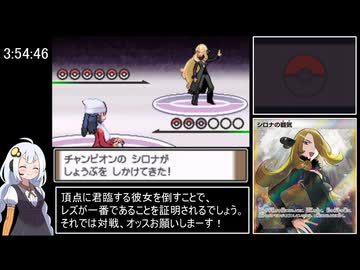 3:54:46
チャンピオンの シロナが
しょうぶを しかけてきた!
シロナの覇気
頂点に君臨する彼女を倒すことで、
レズが一番であることを証明されるでしょう。
それでは対戦、オッスお願いしまーす!